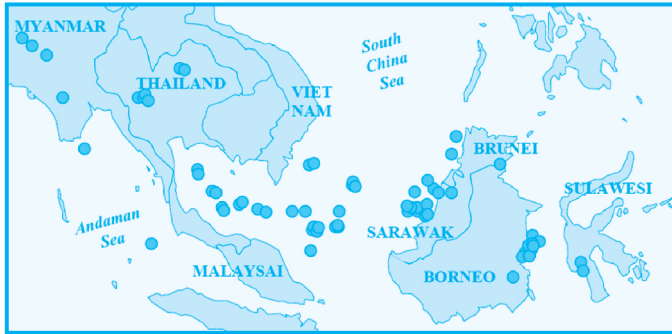 MYANMAR
South
China
Sea
THAILAND
VIET
NAM
BRUNEI
SULAWESI
Andaman
Sea
SARAWAK
MALAYSAI
BORNEO